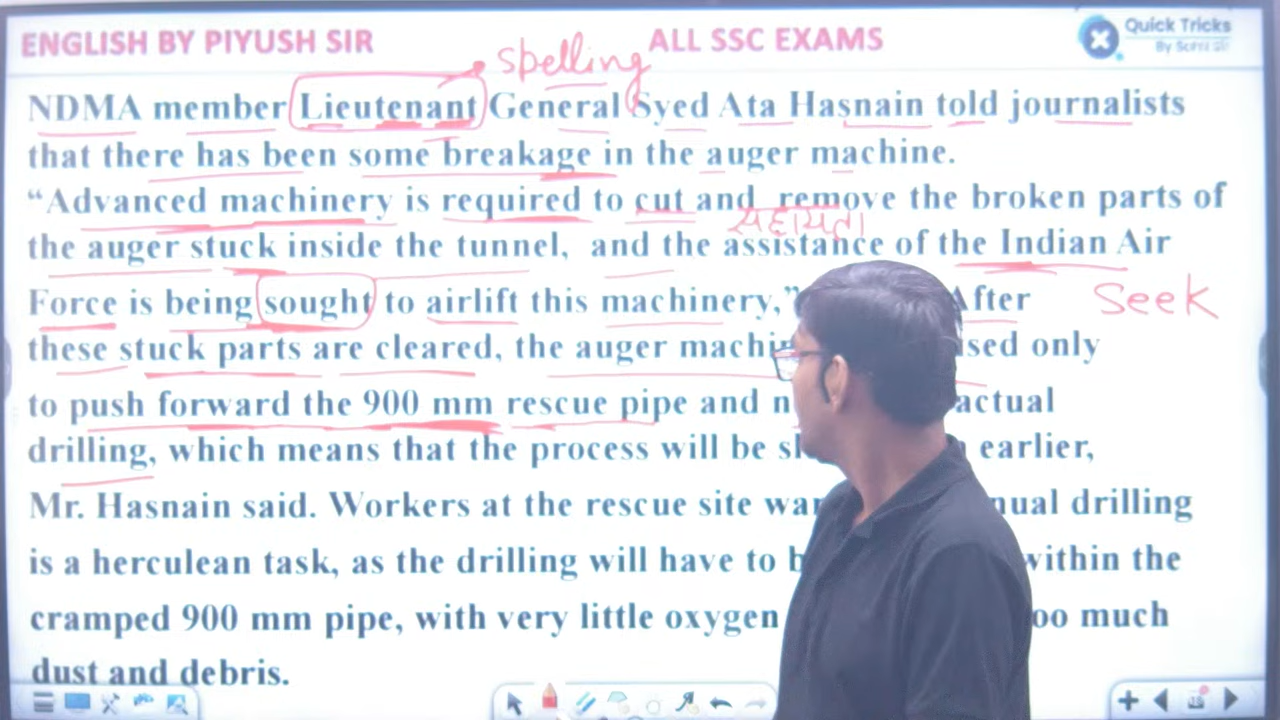 ENGLISH BY PIYUSH SIR
ALL SSC EXAMS
Quick Tricks
spelling
NDMA member Lieutenant General Syed Ata Hasnain told journalists
that there has been some breakage in the auger machine.
“Advanced machinery is required to cut and remove the broken parts of
सहायता
the auger stuck inside the tunnel, and the assistance of the Indian Air
Force is being sought to airlift this machinery,” After
Seek
these stuck parts are cleared, the auger only
to push forward the 900 mm rescue pipe and actual
drilling, which means that the process will be earlier,
Mr. Hasnain said. Workers at the rescue site drilling
is a herculean task, as the drilling will have to within the
cramped 900 mm pipe, with very little oxygen much
dust and debris.